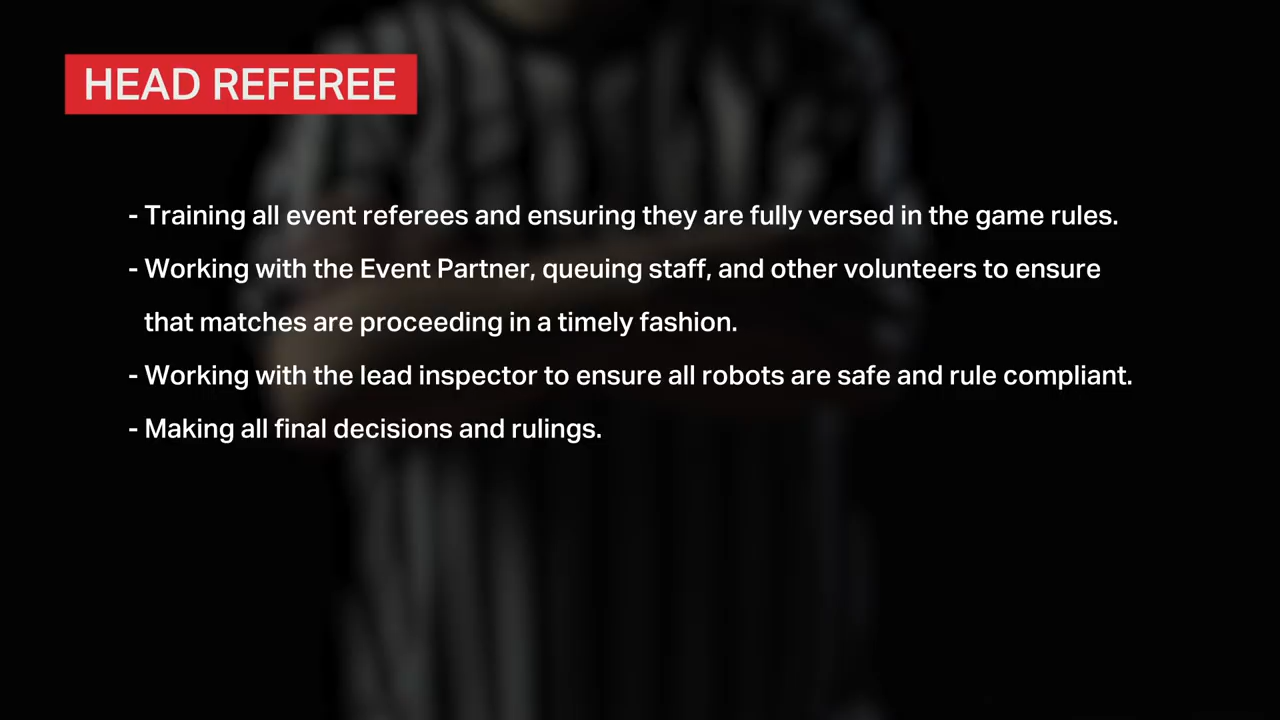 HEAD REFEREE
- Training all event referees and ensuring they are fully versed in the game rules.
- Working with the Event Partner, queuing staff, and other volunteers to ensure
that matches are proceeding in a timely fashion.
- Working with the lead inspector to ensure all robots are safe and rule compliant.
- Making all final decisions and rulings.